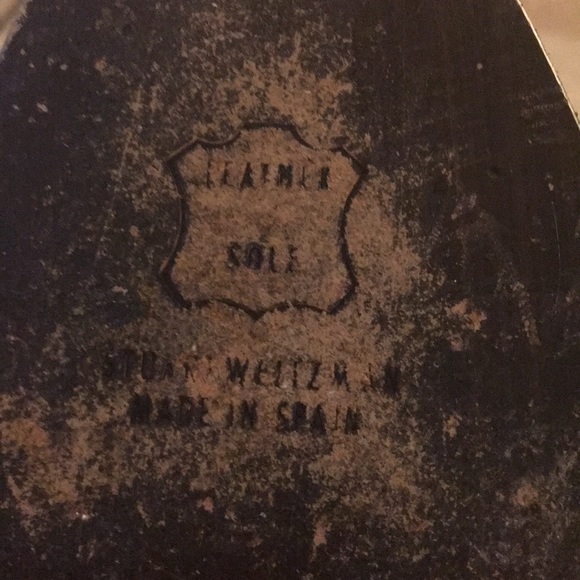 LEATHER
SOLE
STUART WEITZMAN
MADE IN SPAIN